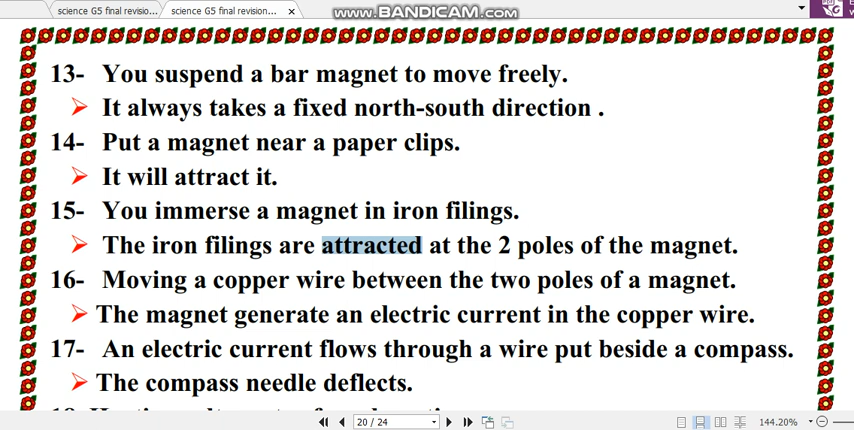 science G5 final revisio...
science G5 final revision...
www.BANDICAM.com
13- You suspend a bar magnet to move freely.
It always takes a fixed north-south direction .
14- Put a magnet near a paper clips.
It will attract it.
15- You immerse a magnet in iron filings.
The iron filings are attracted at the 2 poles of the magnet.
16- Moving a copper wire between the two poles of a magnet.
The magnet generate an electric current in the copper wire.
17- An electric current flows through a wire put beside a compass.
The compass needle deflects.
20 / 24
144.20%